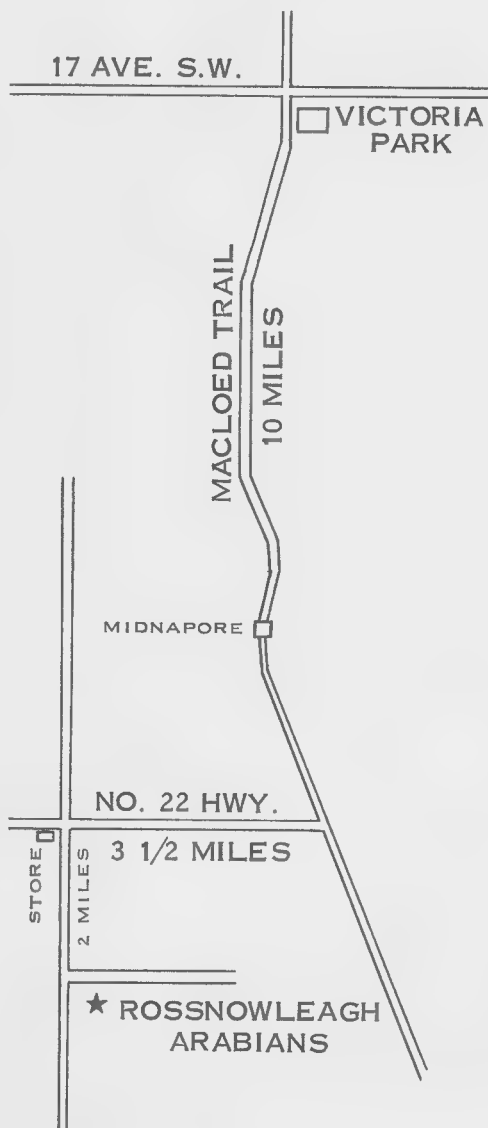 17 AVE. S.W.
VICTORIA
PARK
MACLOED TRAIL
10 MILES
MIDNAPORE
NO. 22 HWY.
3 1/2 MILES
STORE
2 MILES
★ ROSSNOWLEAGH
ARABIANS